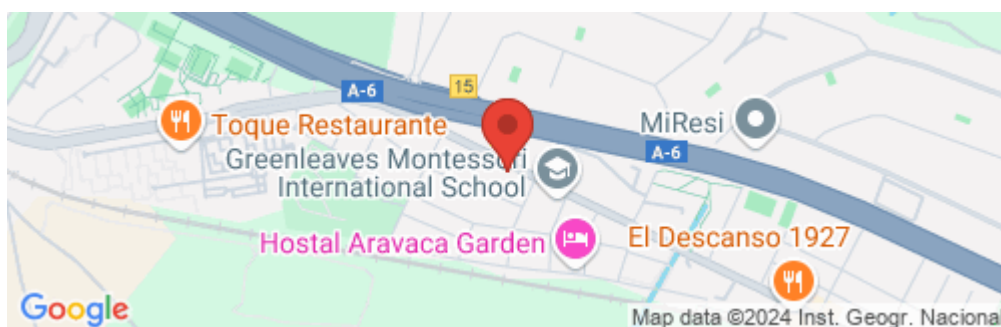 A-6
15
Toque Restaurante
MiResi
A-6
Greenleaves Montessori
International School
Hostal Aravaca Garden
El Descanso 1927
Google
Map data ©2024 Inst. Geogr. Naciona